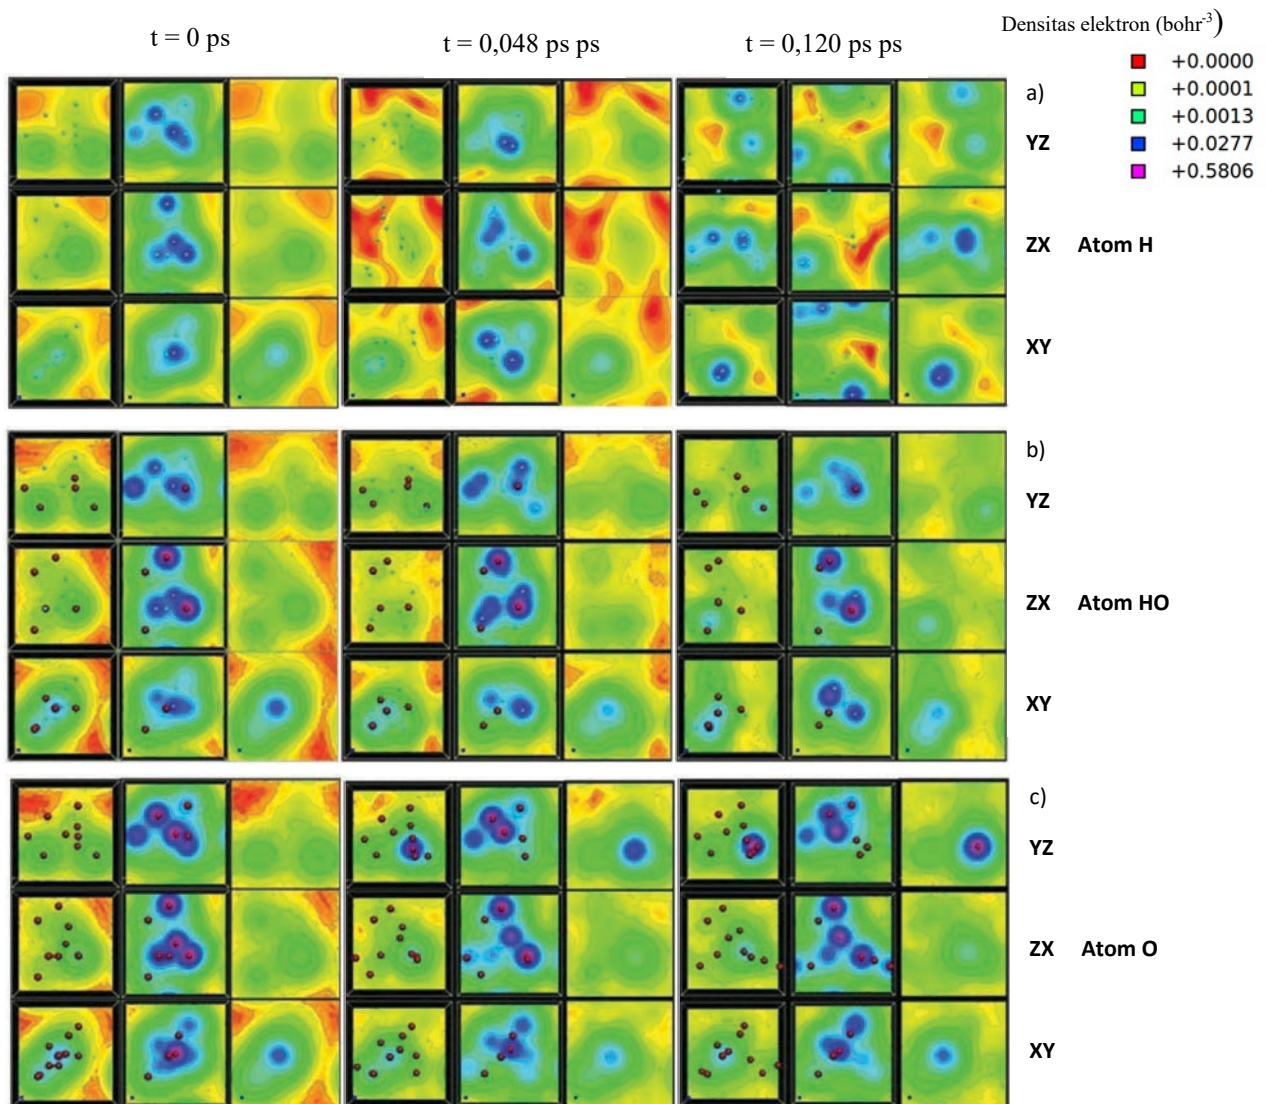 t = 0 ps
t = 0,048 ps ps
t = 0,120 ps ps
Densitas elektron (bohr⁻³)
+0.0000
+0.0001
+0.0013
+0.0277
+0.5806
a)
YZ
ZX Atom H
XY
b)
YZ
ZX Atom HO
XY
c)
YZ
ZX Atom O
XY